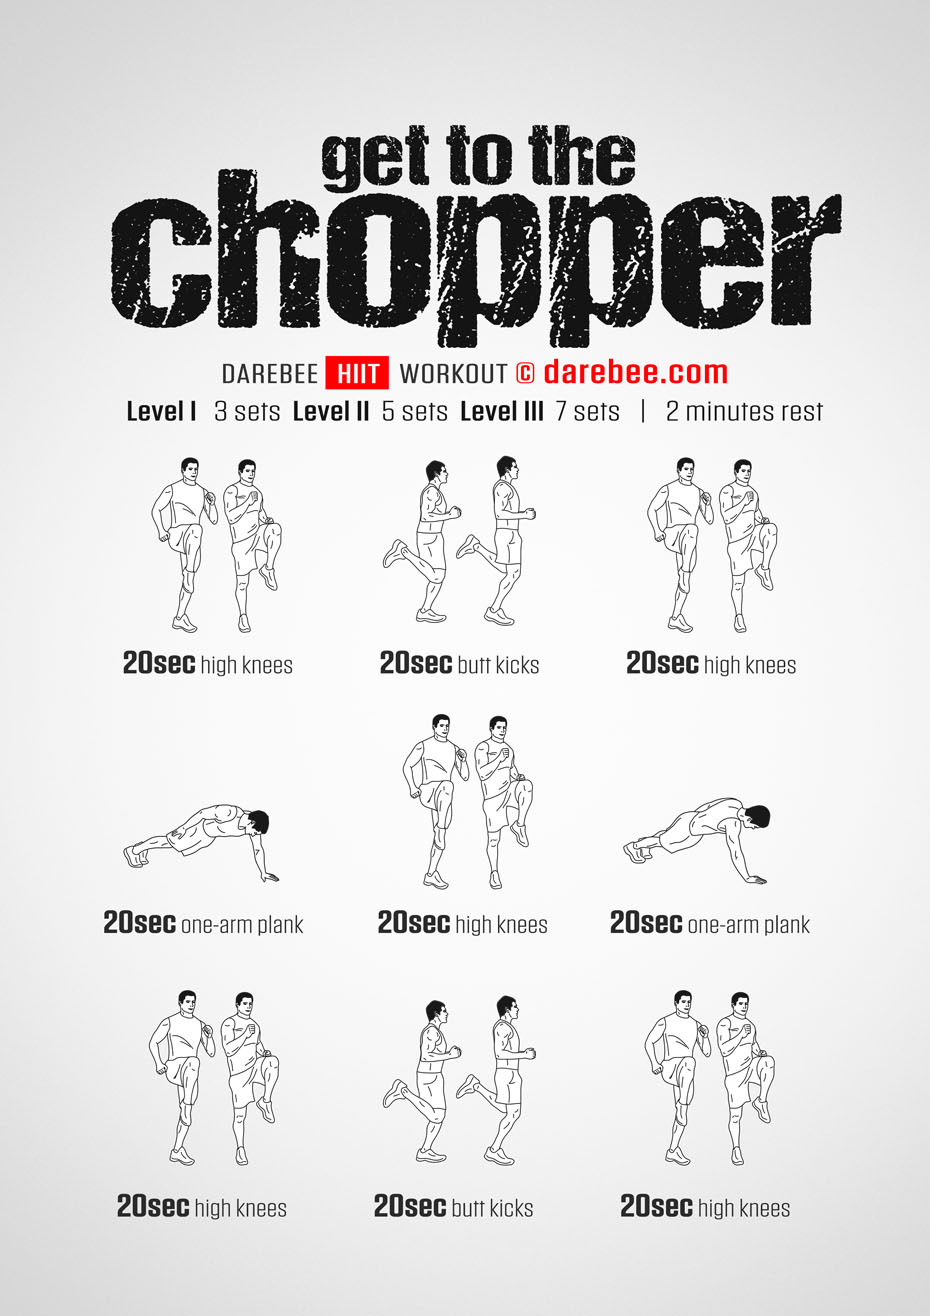 get to the
chopper
DAREBEE HIIT WORKOUT © darebee.com
Level I 3 sets Level II 5 sets Level III 7 sets | 2 minutes rest
20sec high knees
20sec butt kicks
20sec high knees
20sec one-arm plank
20sec high knees
20sec one-arm plank
20sec high knees
20sec butt kicks
20sec high knees